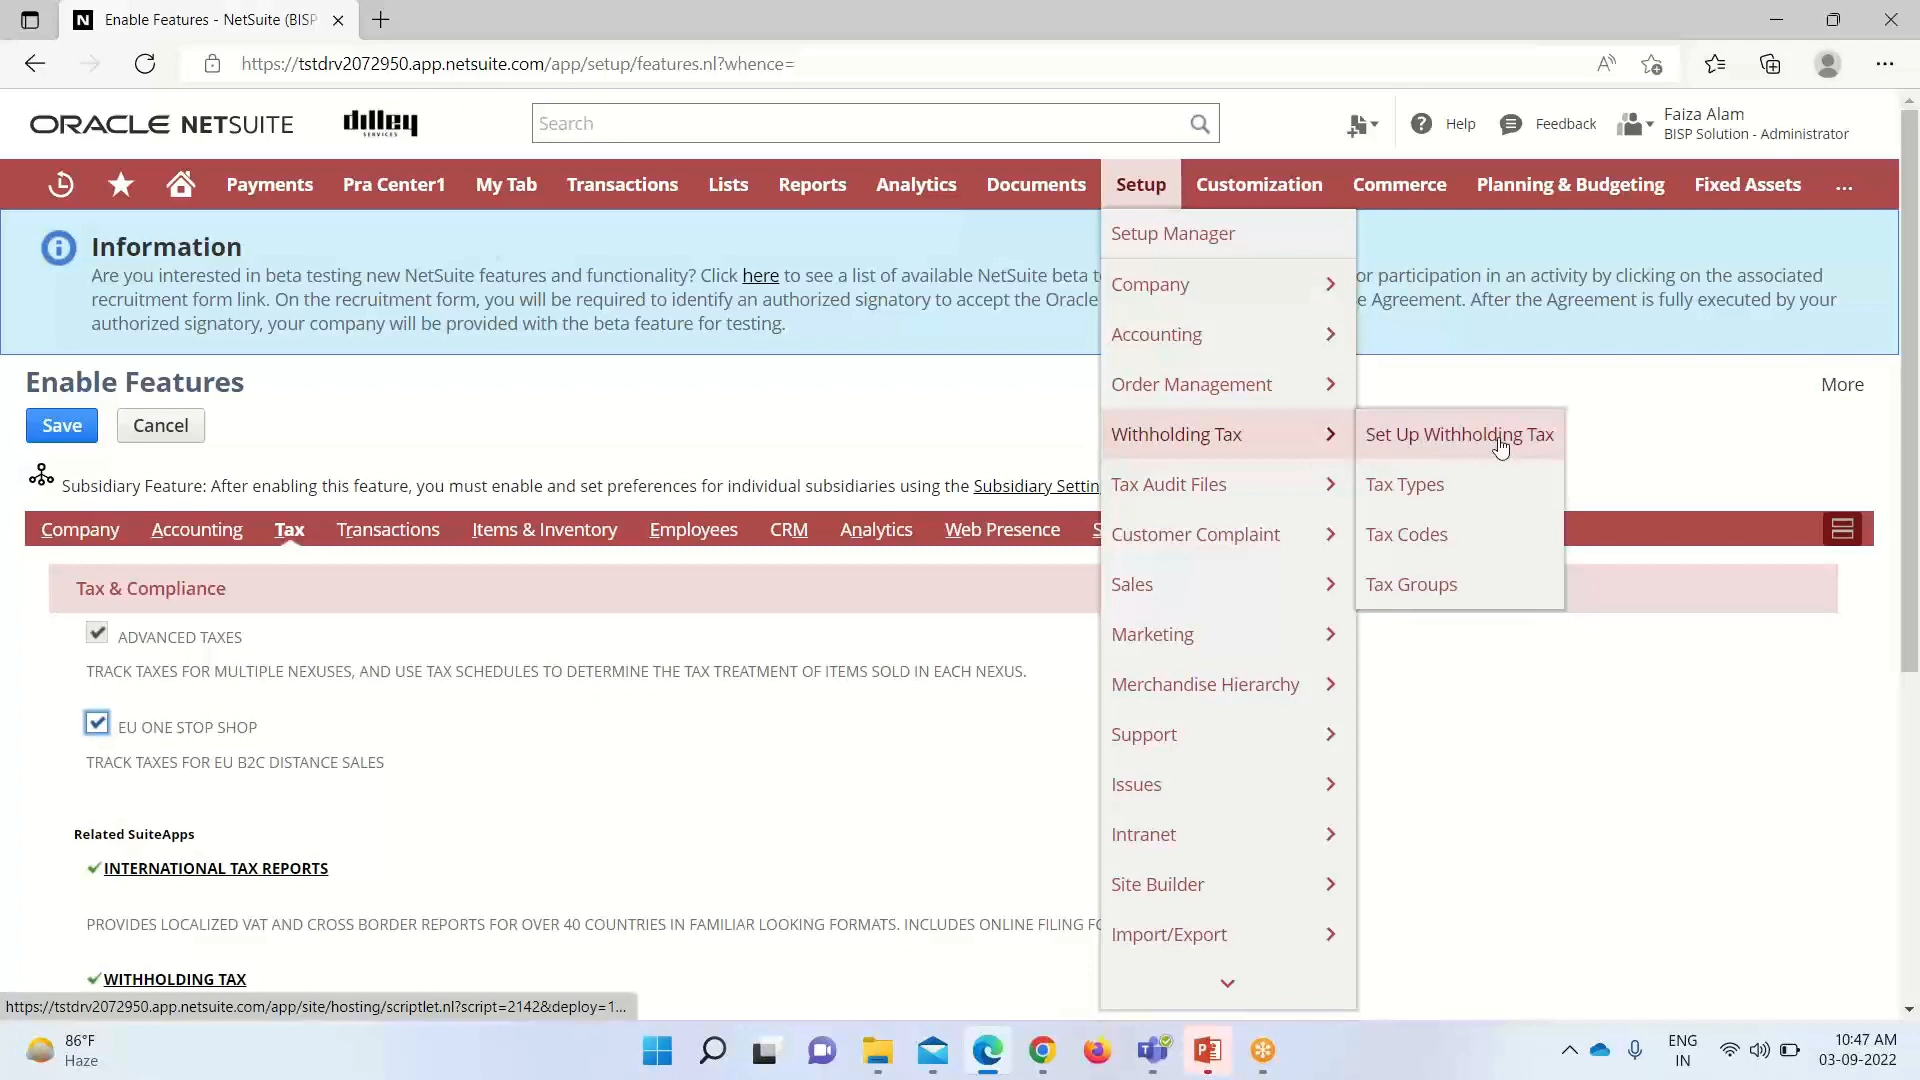 Enable Features - NetSuite (BISP
https://tstdrv2072950.app.netsuite.com/app/setup/features.nl?whence=
ORACLE NETSUITE
dilley
SERVICES
Search
Help
Feedback
Faiza Alam
BISP Solution - Administrator
Payments Pra Center1 My Tab Transactions Lists Reports Analytics Documents Setup Customization Commerce Planning & Budgeting Fixed Assets ...
Information
Are you interested in beta testing new NetSuite features and functionality? Click here to see a list of available NetSuite beta t or participation in an activity by clicking on the associated
recruitment form link. On the recruitment form, you will be required to identify an authorized signatory to accept the Oracle e Agreement. After the Agreement is fully executed by your
authorized signatory, your company will be provided with the beta feature for testing.
Setup Manager
Company
Accounting
Order Management
Withholding Tax
Tax Audit Files
Customer Complaint
Sales
Marketing
Merchandise Hierarchy
Support
Issues
Intranet
Site Builder
Import/Export
Set Up Withholding Tax
Tax Types
Tax Codes
Tax Groups
Enable Features
More
Save
Cancel
Subsidiary Feature: After enabling this feature, you must enable and set preferences for individual subsidiaries using the Subsidiary Settin
Company Accounting Tax Transactions Items & Inventory Employees CRM Analytics Web Presence S
Tax & Compliance
ADVANCED TAXES
TRACK TAXES FOR MULTIPLE NEXUSES, AND USE TAX SCHEDULES TO DETERMINE THE TAX TREATMENT OF ITEMS SOLD IN EACH NEXUS.
EU ONE STOP SHOP
TRACK TAXES FOR EU B2C DISTANCE SALES
Related SuiteApps
INTERNATIONAL TAX REPORTS
PROVIDES LOCALIZED VAT AND CROSS BORDER REPORTS FOR OVER 40 COUNTRIES IN FAMILIAR LOOKING FORMATS. INCLUDES ONLINE FILING FO
WITHHOLDING TAX
https://tstdrv2072950.app.netsuite.com/app/site/hosting/scriptlet.nl?script=2142&deploy=1...
86°F
Haze
ENG
IN
10:47 AM
03-09-2022